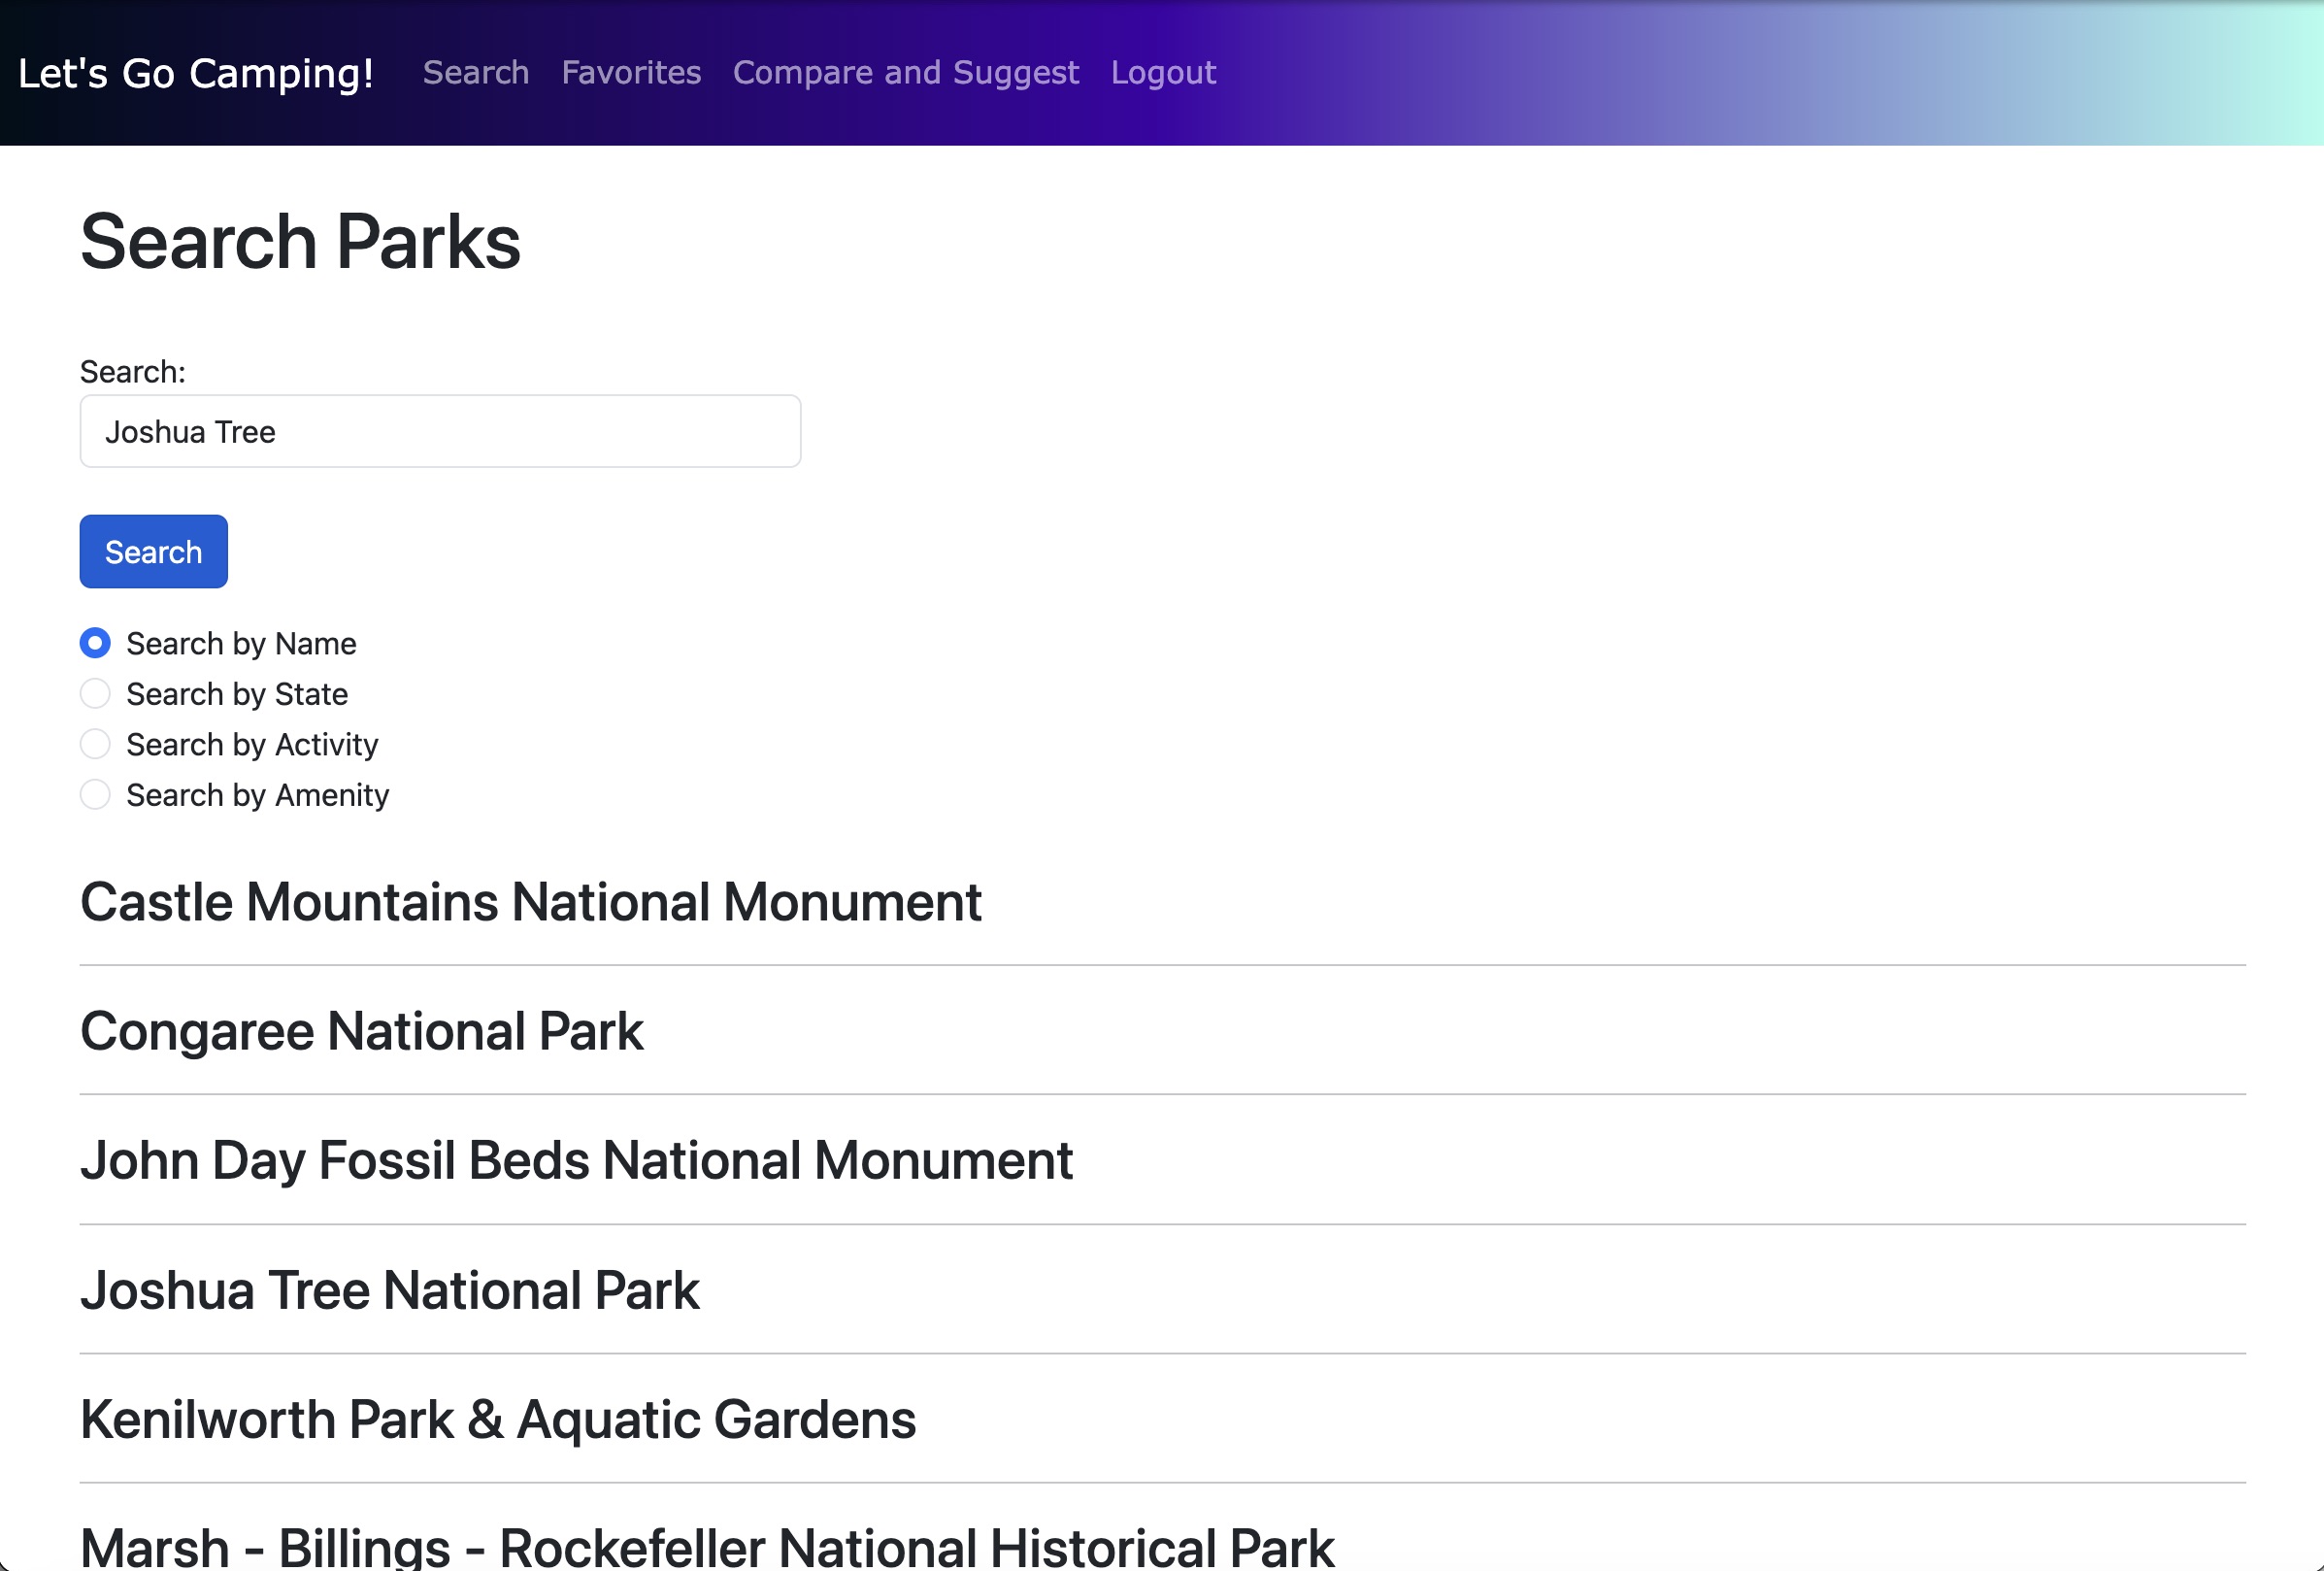 Let's Go Camping! Search Favorites Compare and Suggest Logout
Search Parks
Search:
Joshua Tree
Search
Search by Name
Search by State
Search by Activity
Search by Amenity
Castle Mountains National Monument
Congaree National Park
John Day Fossil Beds National Monument
Joshua Tree National Park
Kenilworth Park & Aquatic Gardens
Marsh - Billings - Rockefeller National Historical Park